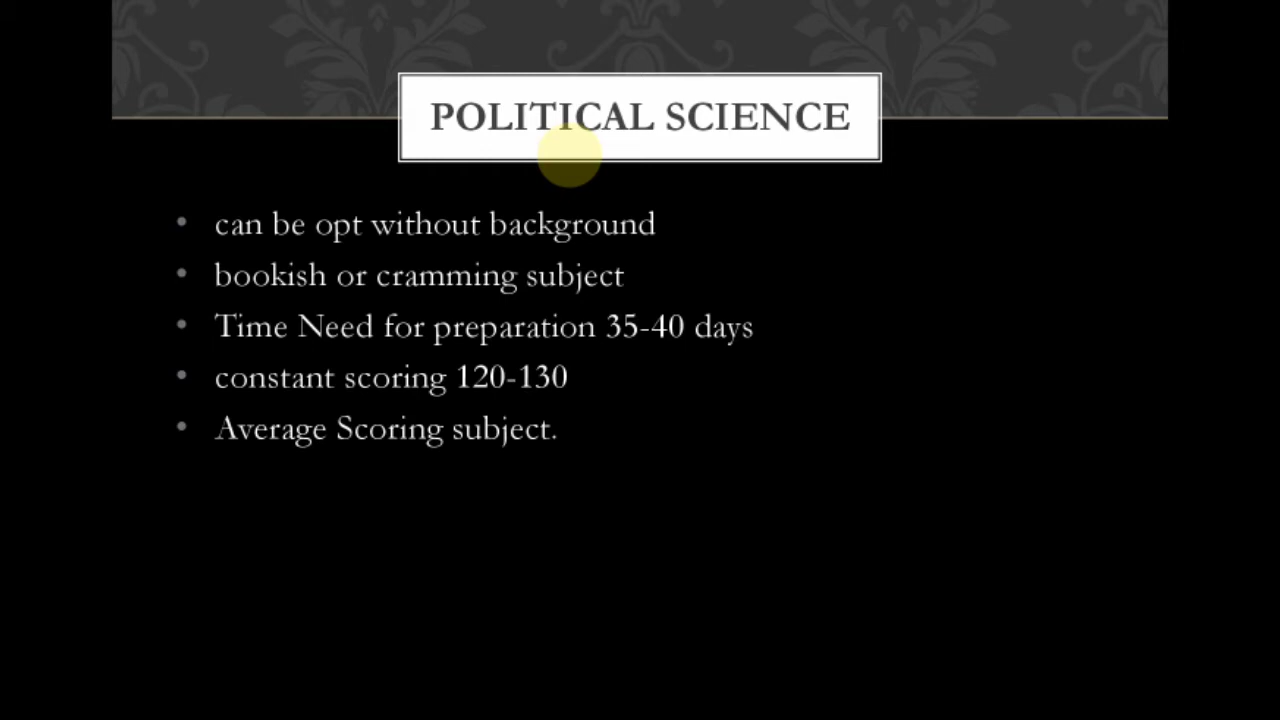 POLITICAL SCIENCE
• can be opt without background
• bookish or cramming subject
• Time Need for preparation 35-40 days
• constant scoring 120-130
• Average Scoring subject.